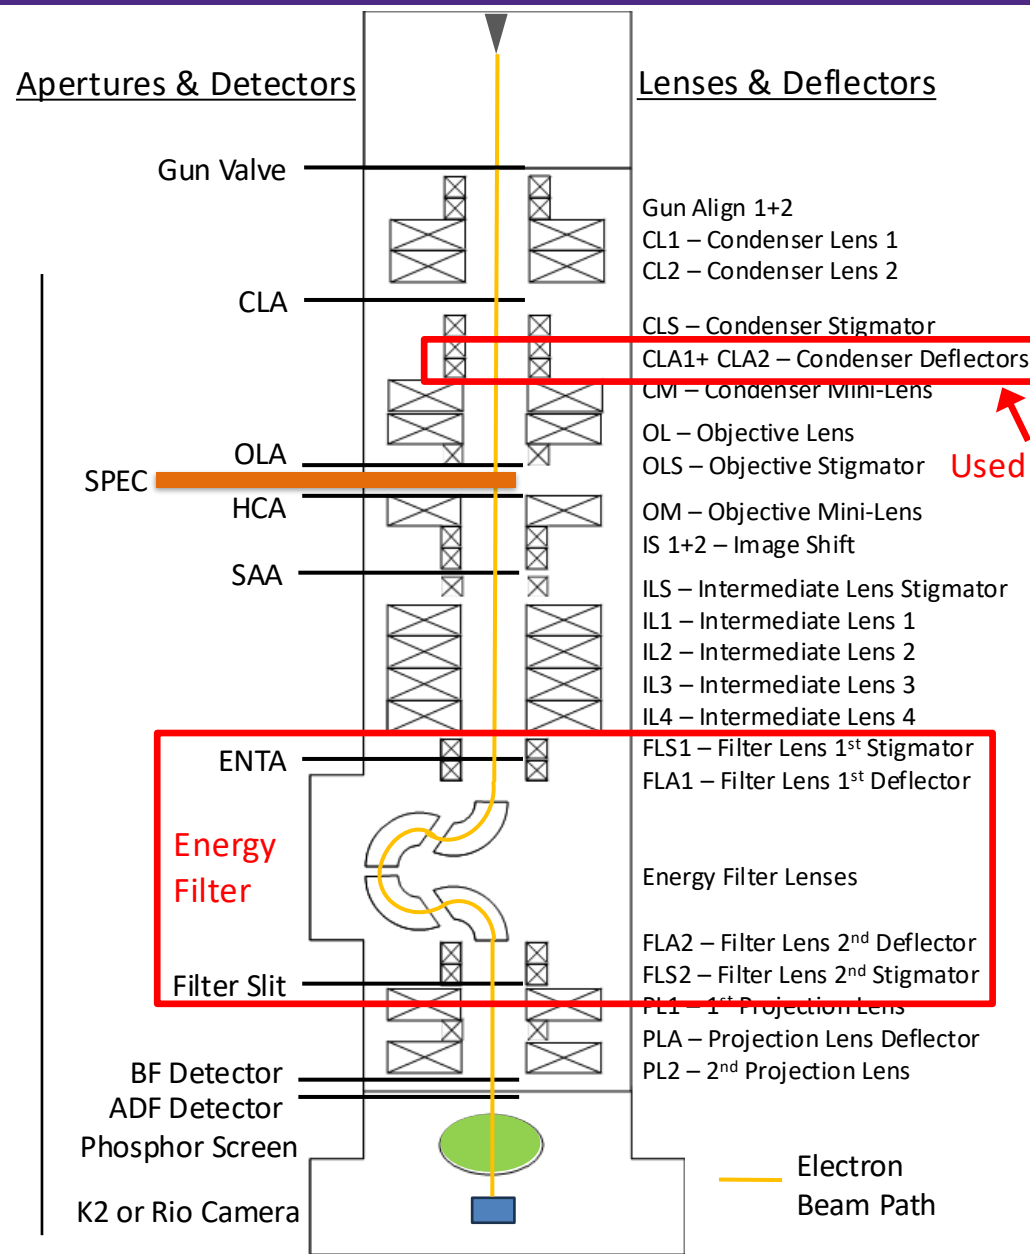 Apertures & Detectors
Lenses & Deflectors
Gun Valve
Gun Align 1+2
CL1 – Condenser Lens 1
CL2 – Condenser Lens 2
CLA
CLS – Condenser Stigmator
CLA1+ CLA2 – Condenser Deflectors
CM – Condenser Mini-Lens
OL – Objective Lens
OLA
OLS – Objective Stigmator
Used
SPEC
HCA
OM – Objective Mini-Lens
IS 1+2 – Image Shift
SAA
ILS – Intermediate Lens Stigmator
IL1 – Intermediate Lens 1
IL2 – Intermediate Lens 2
IL3 – Intermediate Lens 3
IL4 – Intermediate Lens 4
FLS1 – Filter Lens 1st Stigmator
ENTA
FLA1 – Filter Lens 1st Deflector
Energy
Filter
Energy Filter Lenses
FLA2 – Filter Lens 2nd Deflector
FLS2 – Filter Lens 2nd Stigmator
Filter Slit
PL1 – 1st Projection Lens
PLA – Projection Lens Deflector
PL2 – 2nd Projection Lens
BF Detector
ADF Detector
Phosphor Screen
K2 or Rio Camera
Electron
Beam Path